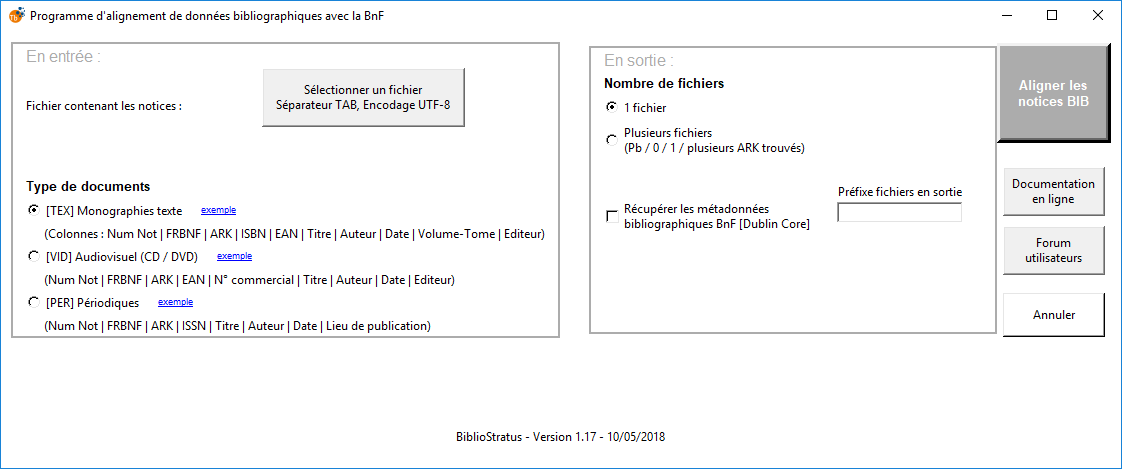 Programme d'alignement de données bibliographiques avec la BnF
En entrée :
Fichier contenant les notices :
Sélectionner un fichier
Séparateur TAB, Encodage UTF-8
Type de documents
[TEX] Monographies texte exemple
(Colonnes : Num Not | FRBNF | ARK | ISBN | EAN | Titre | Auteur | Date | Volume-Tome | Editeur)
[VID] Audiovisuel (CD / DVD) exemple
(Num Not | FRBNF | ARK | EAN | N° commercial | Titre | Auteur | Date | Editeur)
[PER] Périodiques exemple
(Num Not | FRBNF | ARK | ISSN | Titre | Auteur | Date | Lieu de publication)
En sortie :
Nombre de fichiers
1 fichier
Plusieurs fichiers
(Pb / 0 / 1 / plusieurs ARK trouvés)
Récupérer les métadonnées
bibliographiques BnF [Dublin Core]
Préfixe fichiers en sortie
Aligner les
notices BIB
Documentation
en ligne
Forum
utilisateurs
Annuler
BiblioStratus - Version 1.17 - 10/05/2018